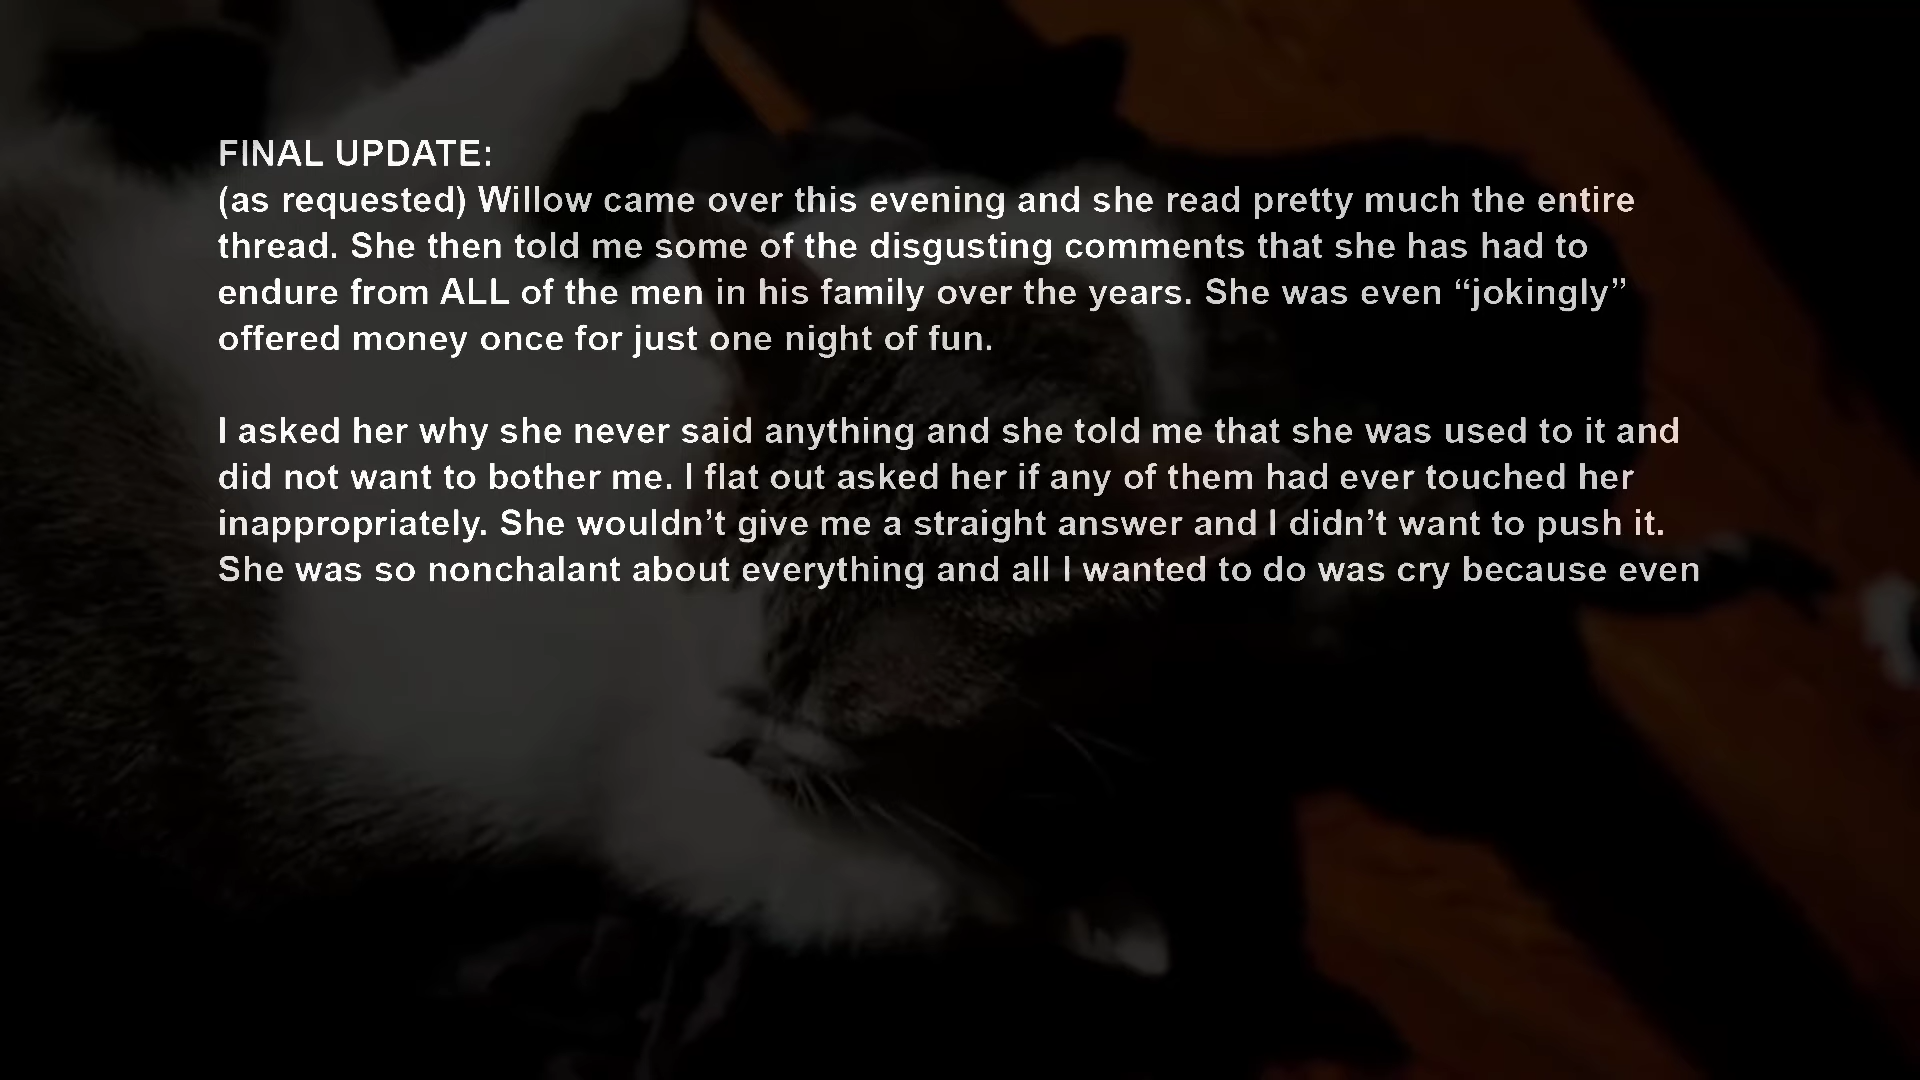 FINAL UPDATE:
(as requested) Willow came over this evening and she read pretty much the entire
thread. She then told me some of the disgusting comments that she has had to
endure from ALL of the men in his family over the years. She was even “jokingly”
offered money once for just one night of fun.
I asked her why she never said anything and she told me that she was used to it and
did not want to bother me. I flat out asked her if any of them had ever touched her
inappropriately. She wouldn’t give me a straight answer and I didn’t want to push it.
She was so nonchalant about everything and all I wanted to do was cry because even